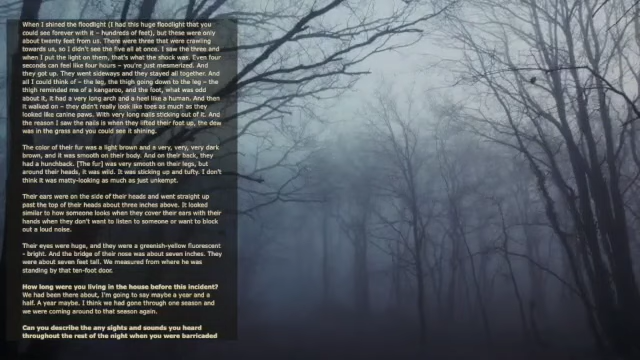 When I shined the floodlight (I had this huge floodlight that you
could see forever with it – hundreds of feet), but these were only
about twenty feet from us. There were three that were crawling
towards us, so I didn't see the five all at once. I saw the three and
when I put the light on them, that's what the shock was. Even four
seconds can feel like four hours – you're just mesmerized. And
they got up. They went sideways and they stayed all together. And
all I could think of – the leg, the thigh going down to the leg – the
thigh reminded me of a kangaroo, and the foot, what was odd
about it, it had a very long arch and a heel like a human. And then
it walked on – they didn't really look like toes as much as they
looked like canine paws. With very long nails sticking out of it. And
the reason I saw the nails is when they lifted their foot up, the dew
was in the grass and you could see it shining.
The color of their fur was a light brown and a very, very, very dark
brown, and it was smooth on their body. And on their back, they
had a hunchback. [The fur] was very smooth on their legs, but
around their heads, it was wild. It was sticking up and tufty. I don't
think it was matty-looking as much as just unkempt.
Their ears were on the side of their heads and went straight up
past the top of their heads about three inches above. It looked
similar to how someone looks when they cover their ears with their
hands when they don't want to listen to someone or want to block
out a loud noise.
Their eyes were huge, and they were a greenish-yellow fluorescent
- bright. And the bridge of their nose was about seven inches. They
were about seven feet tall. We measured from where he was
standing by that ten-foot door.
How long were you living in the house before this incident?
We had been there about, I'm going to say maybe a year and a
half. A year maybe. I think we had gone through one season and
we were coming around to that season again.
Can you describe the any sights and sounds you heard
throughout the rest of the night when you were barricaded